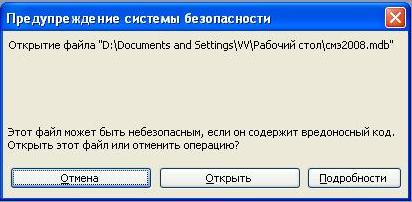 Предупреждение системы безопасности
Открытие файла "D:\Documents and Settings\VV\Рабочий стол\смз2008.mdb"
Этот файл может быть небезопасным, если он содержит вредоносный код.
Открыть этот файл или отменить операцию?
Отмена Открыть Подробности